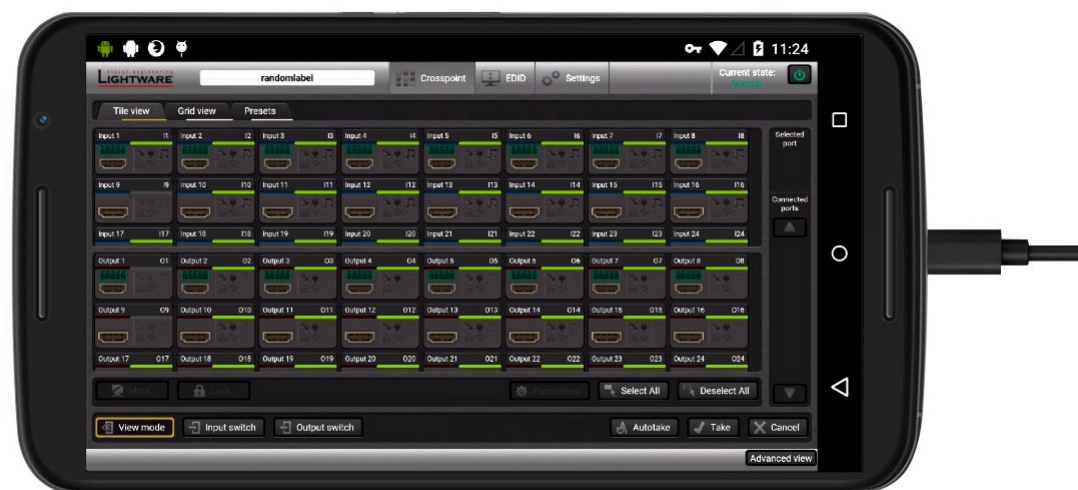 11:24
visual engineering
LIGHTWARE
randomlabel
Crosspoint
EDID
Settings
Current state:
Tile view Grid view Presets
Input 1 I1 Input 2 I2 Input 3 I3 Input 4 I4 Input 5 I5 Input 6 I6 Input 7 I7 Input 8 I8
Selected
port
Input 9 I9 Input 10 I10 Input 11 I11 Input 12 I12 Input 13 I13 Input 14 I14 Input 15 I15 Input 16 I16
Connected
ports
Input 17 I17 Input 18 I18 Input 19 I19 Input 20 I20 Input 21 I21 Input 22 I22 Input 23 I23 Input 24 I24
Output 1 O1 Output 2 O2 Output 3 O3 Output 4 O4 Output 5 O5 Output 6 O6 Output 7 O7 Output 8 O8
Output 9 O9 Output 10 O10 Output 11 O11 Output 12 O12 Output 13 O13 Output 14 O14 Output 15 O15 Output 16 O16
Output 17 O17 Output 18 O18 Output 19 O19 Output 20 O20 Output 21 O21 Output 22 O22 Output 23 O23 Output 24 O24
Mute Lock Parameters Select All Deselect All
View mode Input switch Output switch Autotake Take Cancel
Advanced view